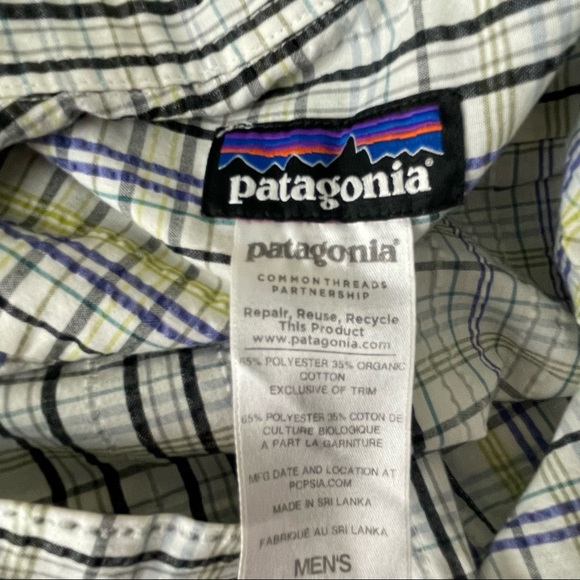 patagonia®
patagonia®
COMMON THREADS
PARTNERSHIP
Repair, Reuse, Recycle
This Product
www.patagonia.com
65% POLYESTER 35% ORGANIC
COTTON
EXCLUSIVE OF TRIM
65% POLYESTER 35% COTON DE
CULTURE BIOLOGIQUE
A PART LA GARNITURE
MFG DATE AND LOCATION AT
PCPSIA.COM
MADE IN SRI LANKA
FABRIQUÉ AU SRI LANKA
MEN'S